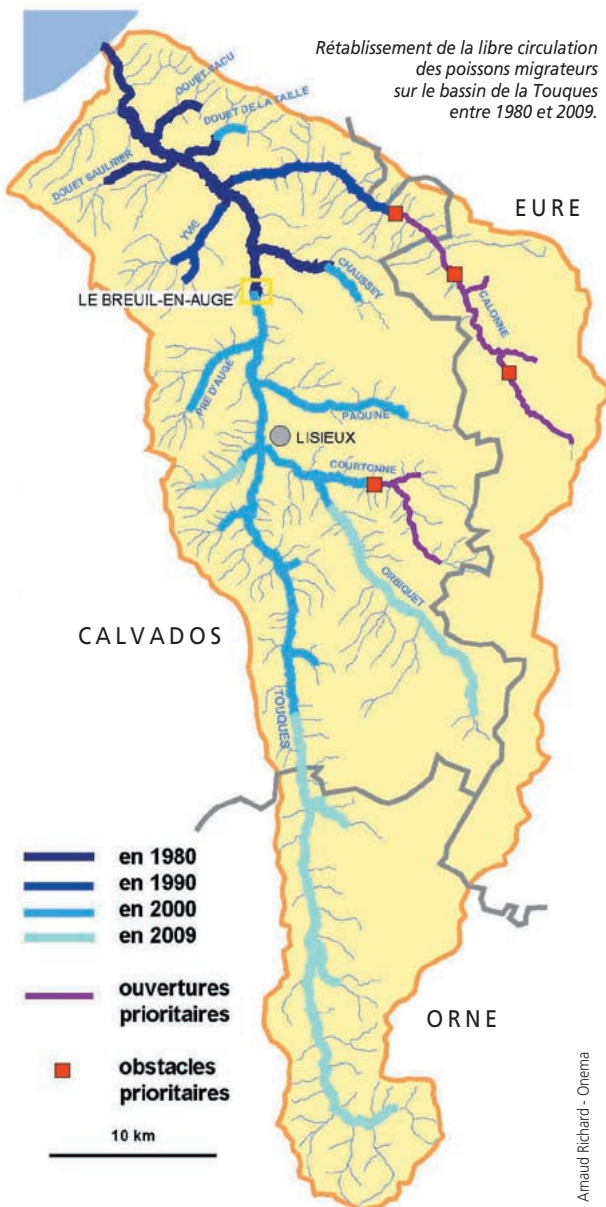 Rétablissement de la libre circulation
des poissons migrateurs
sur le bassin de la Touques
entre 1980 et 2009.
DOUET SACU
DOUET DE LA TAILLE
DOUET SAULNIER
EURE
YVIE
CHAUSSEY
LE BREUIL-EN-AUGE
CALONNE
PRE D'AUGE
PAQUINE
LISIEUX
COURTONNE
ORBIQUET
CALVADOS
TOUQUES
en 1980
en 1990
en 2000
en 2009
ouvertures
prioritaires
ORNE
obstacles
prioritaires
10 km
Arnaud Richard - Onema